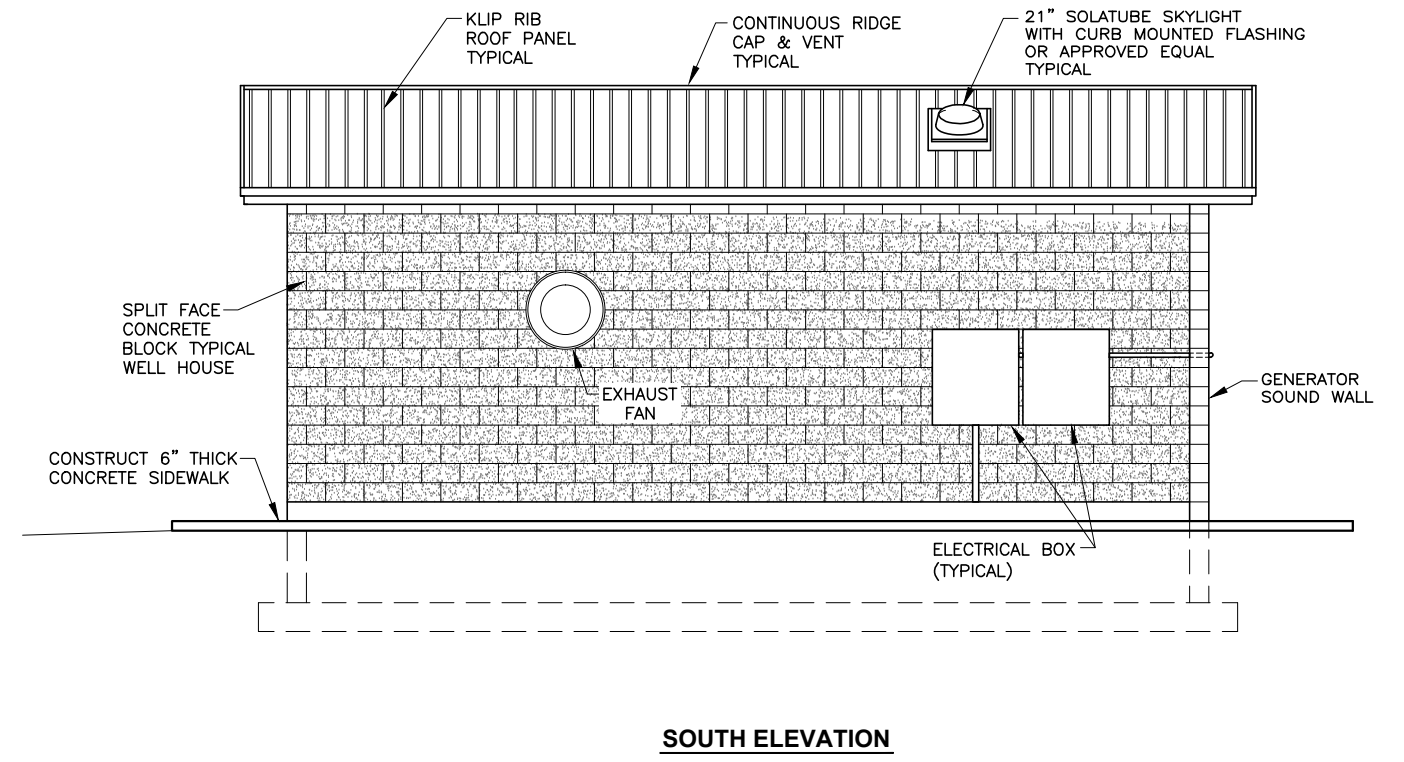 KLIP RIB
ROOF PANEL
TYPICAL
CONTINUOUS RIDGE
CAP & VENT
TYPICAL
21" SOLATUBE SKYLIGHT
WITH CURB MOUNTED FLASHING
OR APPROVED EQUAL
TYPICAL
SPLIT FACE
CONCRETE
BLOCK TYPICAL
WELL HOUSE
EXHAUST
FAN
GENERATOR
SOUND WALL
CONSTRUCT 6" THICK
CONCRETE SIDEWALK
ELECTRICAL BOX
(TYPICAL)
SOUTH ELEVATION